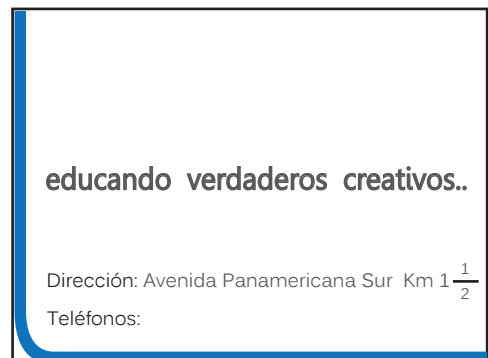 educando verdaderos creativos..
Dirección: Avenida Panamericana Sur Km 1 1/2
Teléfonos: